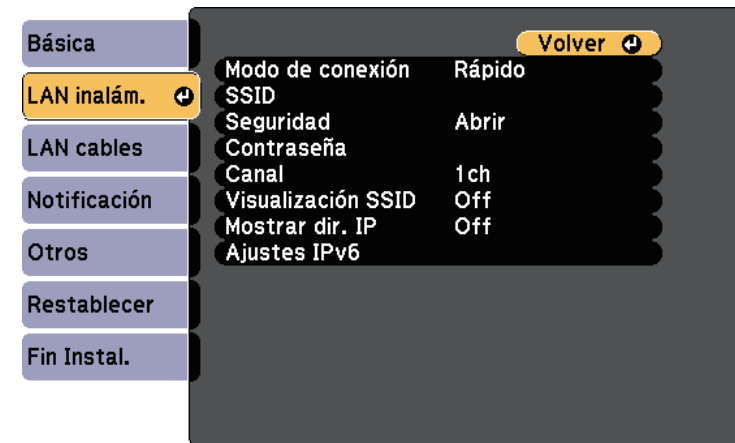 Básica
LAN inalám.
LAN cables
Notificación
Otros
Restablecer
Fin Instal.
Volver
Modo de conexión Rápido
SSID
Seguridad Abrir
Contraseña
Canal 1ch
Visualización SSID Off
Mostrar dir. IP Off
Ajustes IPv6